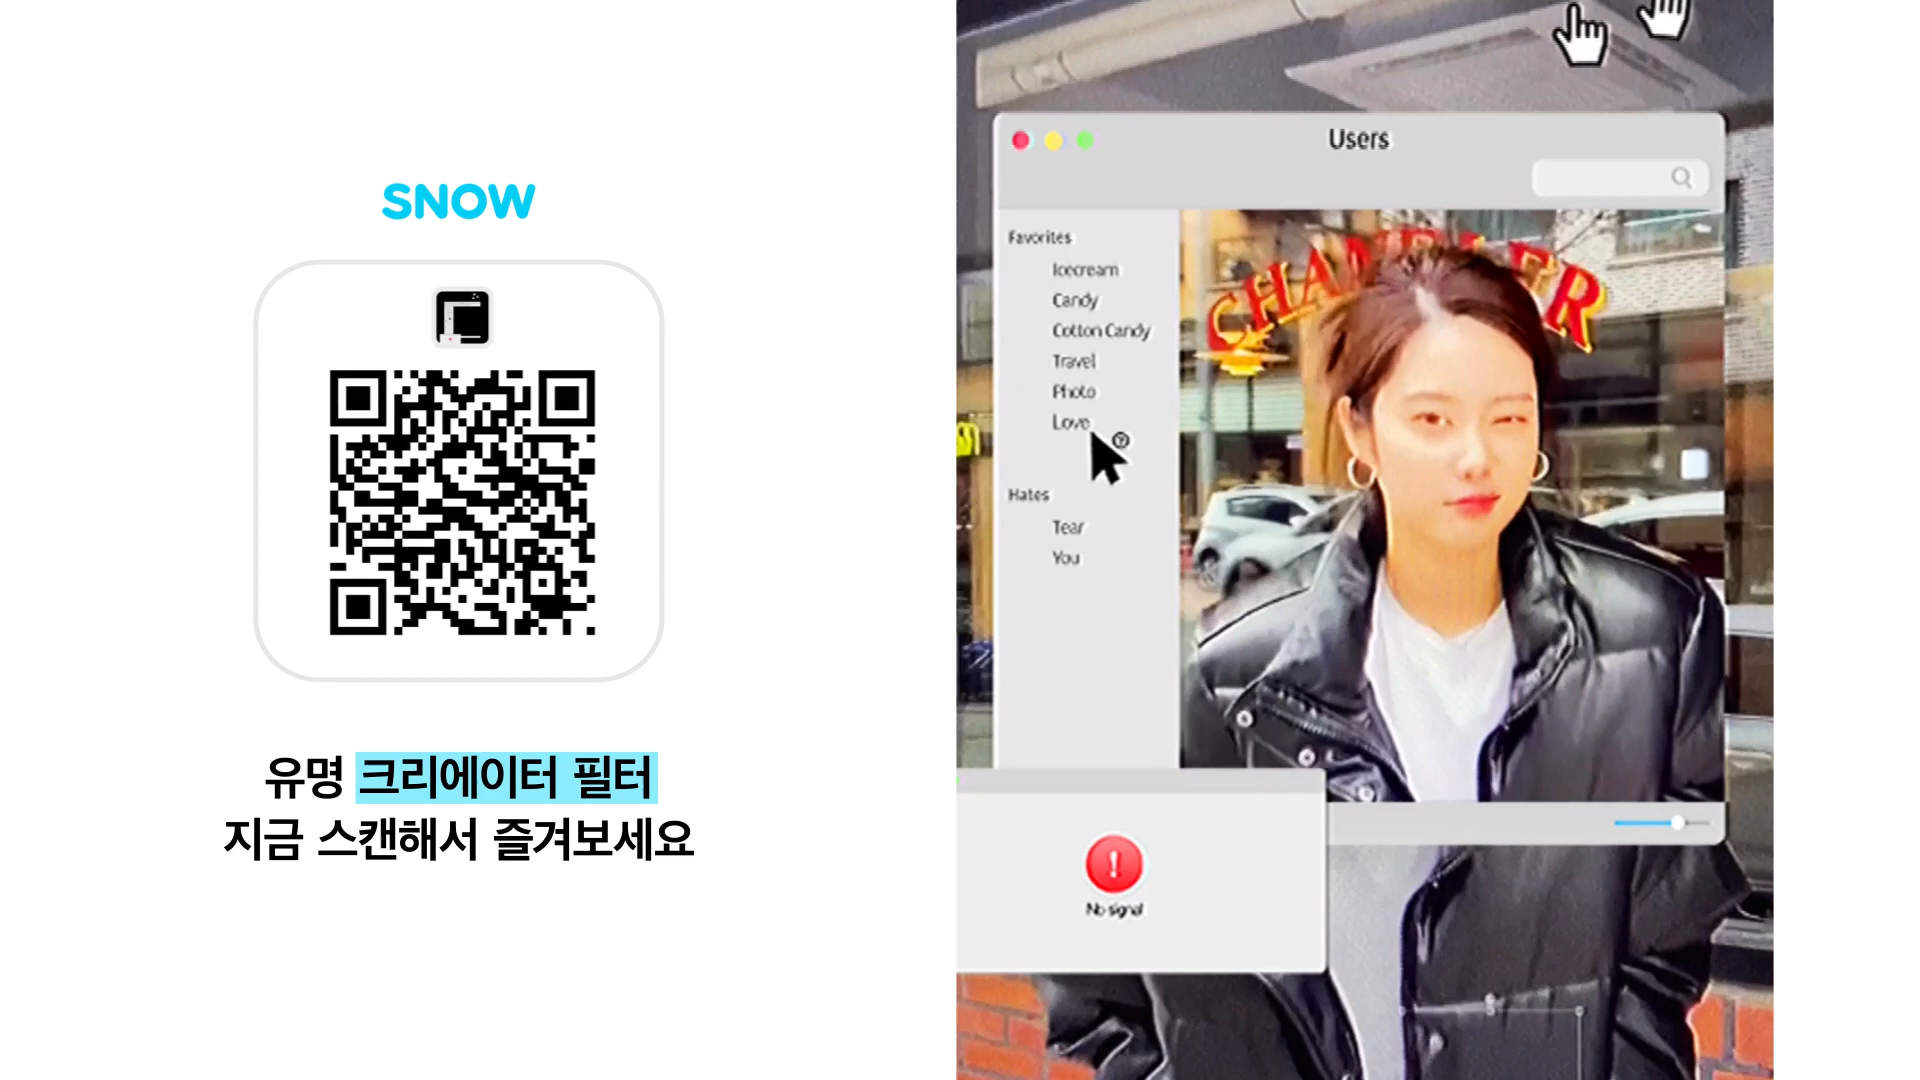 SNOW
유명 크리에이터 필터
지금 스캔해서 즐겨보세요
Users
Favorites
Icecream
Candy
Cotton Candy
Travel
Photo
Love
Hates
Tear
You
No signal